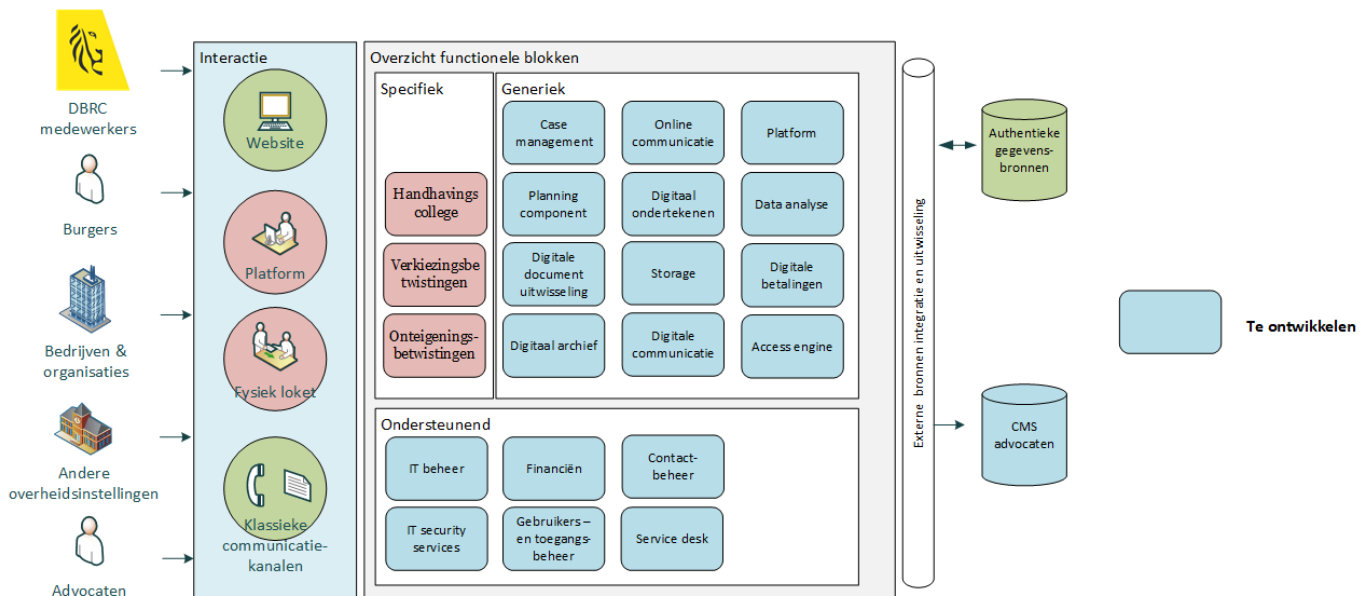 DBRC
medewerkers
Burgers
Bedrijven &
organisaties
Andere
overheidsinstellingen
Advocaten
Interactie
Website
Platform
Fysiek loket
Klassieke
communicatie-
kanalen
Overzicht functionele blokken
Specifiek
Handhavings
college
Verkiezingsbe
twistingen
Onteigenings-
betwistingen
Generiek
Case
management
Online
communicatie
Platform
Planning
component
Digitaal
ondertekenen
Data analyse
Digitale
document
uitwisseling
Storage
Digitale
betalingen
Digitaal archief
Digitale
communicatie
Access engine
Ondersteunend
IT beheer
Financiën
Contact-
beheer
IT security
services
Gebruikers –
en toegangs-
beheer
Service desk
Externe bronnen integratie en uitwisseling
Authentieke
gegevens-
bronnen
CMS
advocaten
Te ontwikkelen